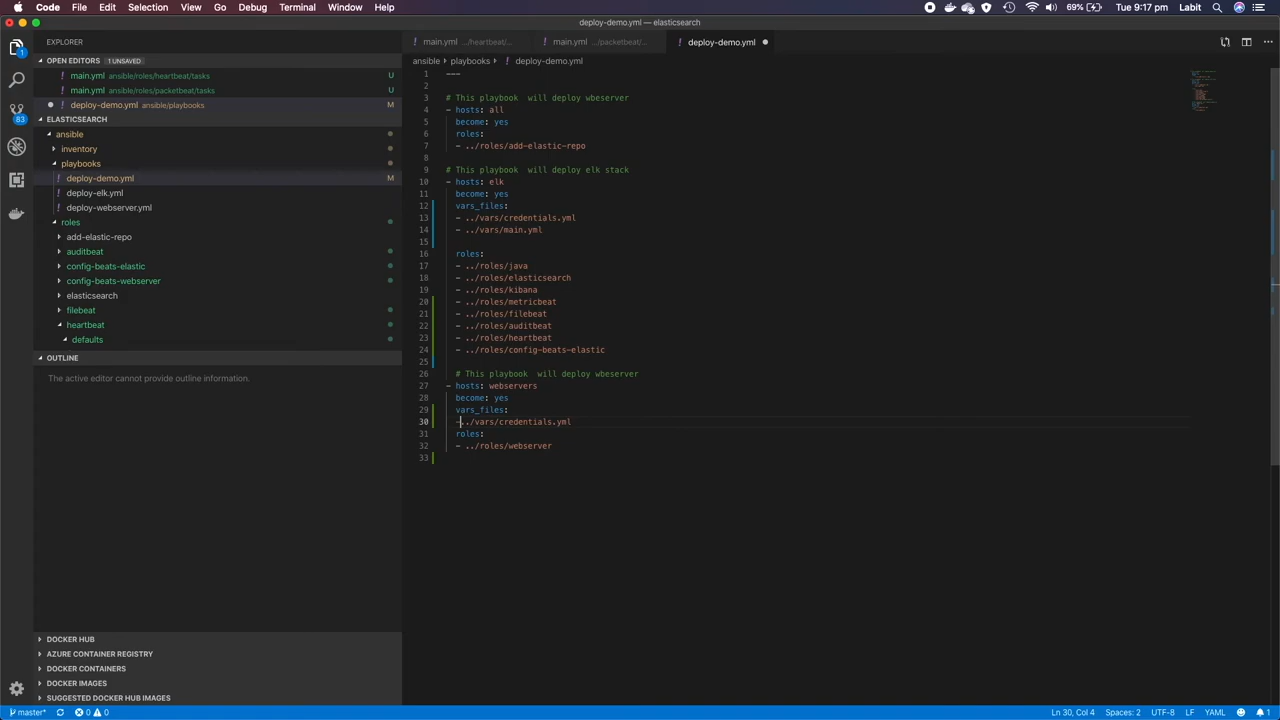 Code File Edit Selection View Go Debug Terminal Window Help 69% Tue 9:17 pm Labit
deploy-demo.yml — elasticsearch
EXPLORER
OPEN EDITORS 1 UNSAVED
main.yml ansible/roles/heartbeat/tasks U
main.yml ansible/roles/packetbeat/tasks U
deploy-demo.yml ansible/playbooks M
ELASTICSEARCH
ansible
inventory
playbooks
deploy-demo.yml M
deploy-elk.yml
deploy-webserver.yml
roles
add-elastic-repo
auditbeat
config-beats-elastic
config-beats-webserver
elasticsearch
filebeat
heartbeat
defaults
OUTLINE
The active editor cannot provide outline information.
DOCKER HUB
AZURE CONTAINER REGISTRY
DOCKER CONTAINERS
DOCKER IMAGES
SUGGESTED DOCKER HUB IMAGES
1
83
main.yml .../heartbeat/... main.yml .../packetbeat/... deploy-demo.yml
ansible playbooks deploy-demo.yml
1 ---
2
3 # This playbook  will deploy wbeserver
4 - hosts: all
5 become: yes
6 roles:
7 - ../roles/add-elastic-repo
8
9 # This playbook  will deploy elk stack
10 - hosts: elk
11 become: yes
12 vars_files:
13 - ../vars/credentials.yml
14 - ../vars/main.yml
15
16 roles:
17 - ../roles/java
18 - ../roles/elasticsearch
19 - ../roles/kibana
20 - ../roles/metricbeat
21 - ../roles/filebeat
22 - ../roles/auditbeat
23 - ../roles/heartbeat
24 - ../roles/config-beats-elastic
25
26 # This playbook  will deploy wbeserver
27 - hosts: webservers
28 become: yes
29 vars_files:
30 -../vars/credentials.yml
31 roles:
32 - ../roles/webserver
33
master* 0 0 Ln 30, Col 4 Spaces: 2 UTF-8 LF YAML 1